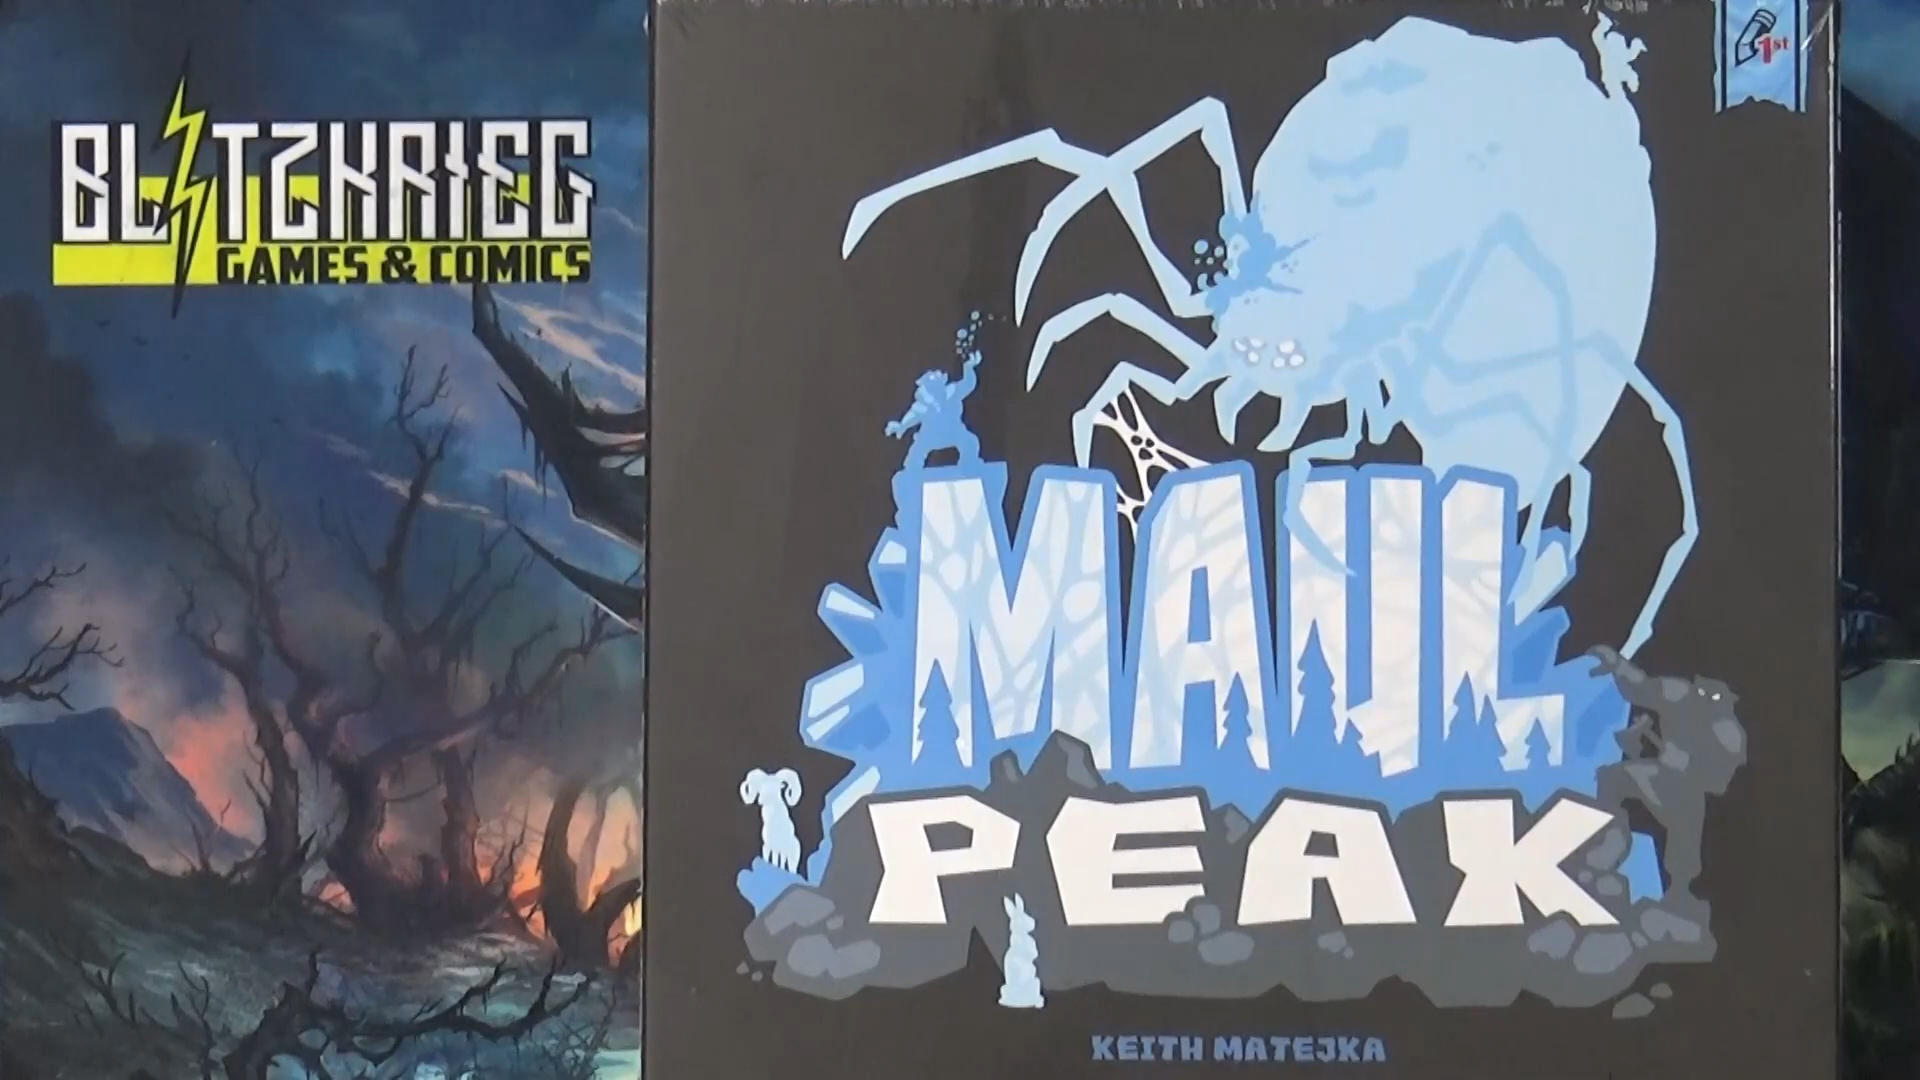 BLITZKRIEG
GAMES & COMICS
1st
MAUL
PEAK
KEITH MATEJKA